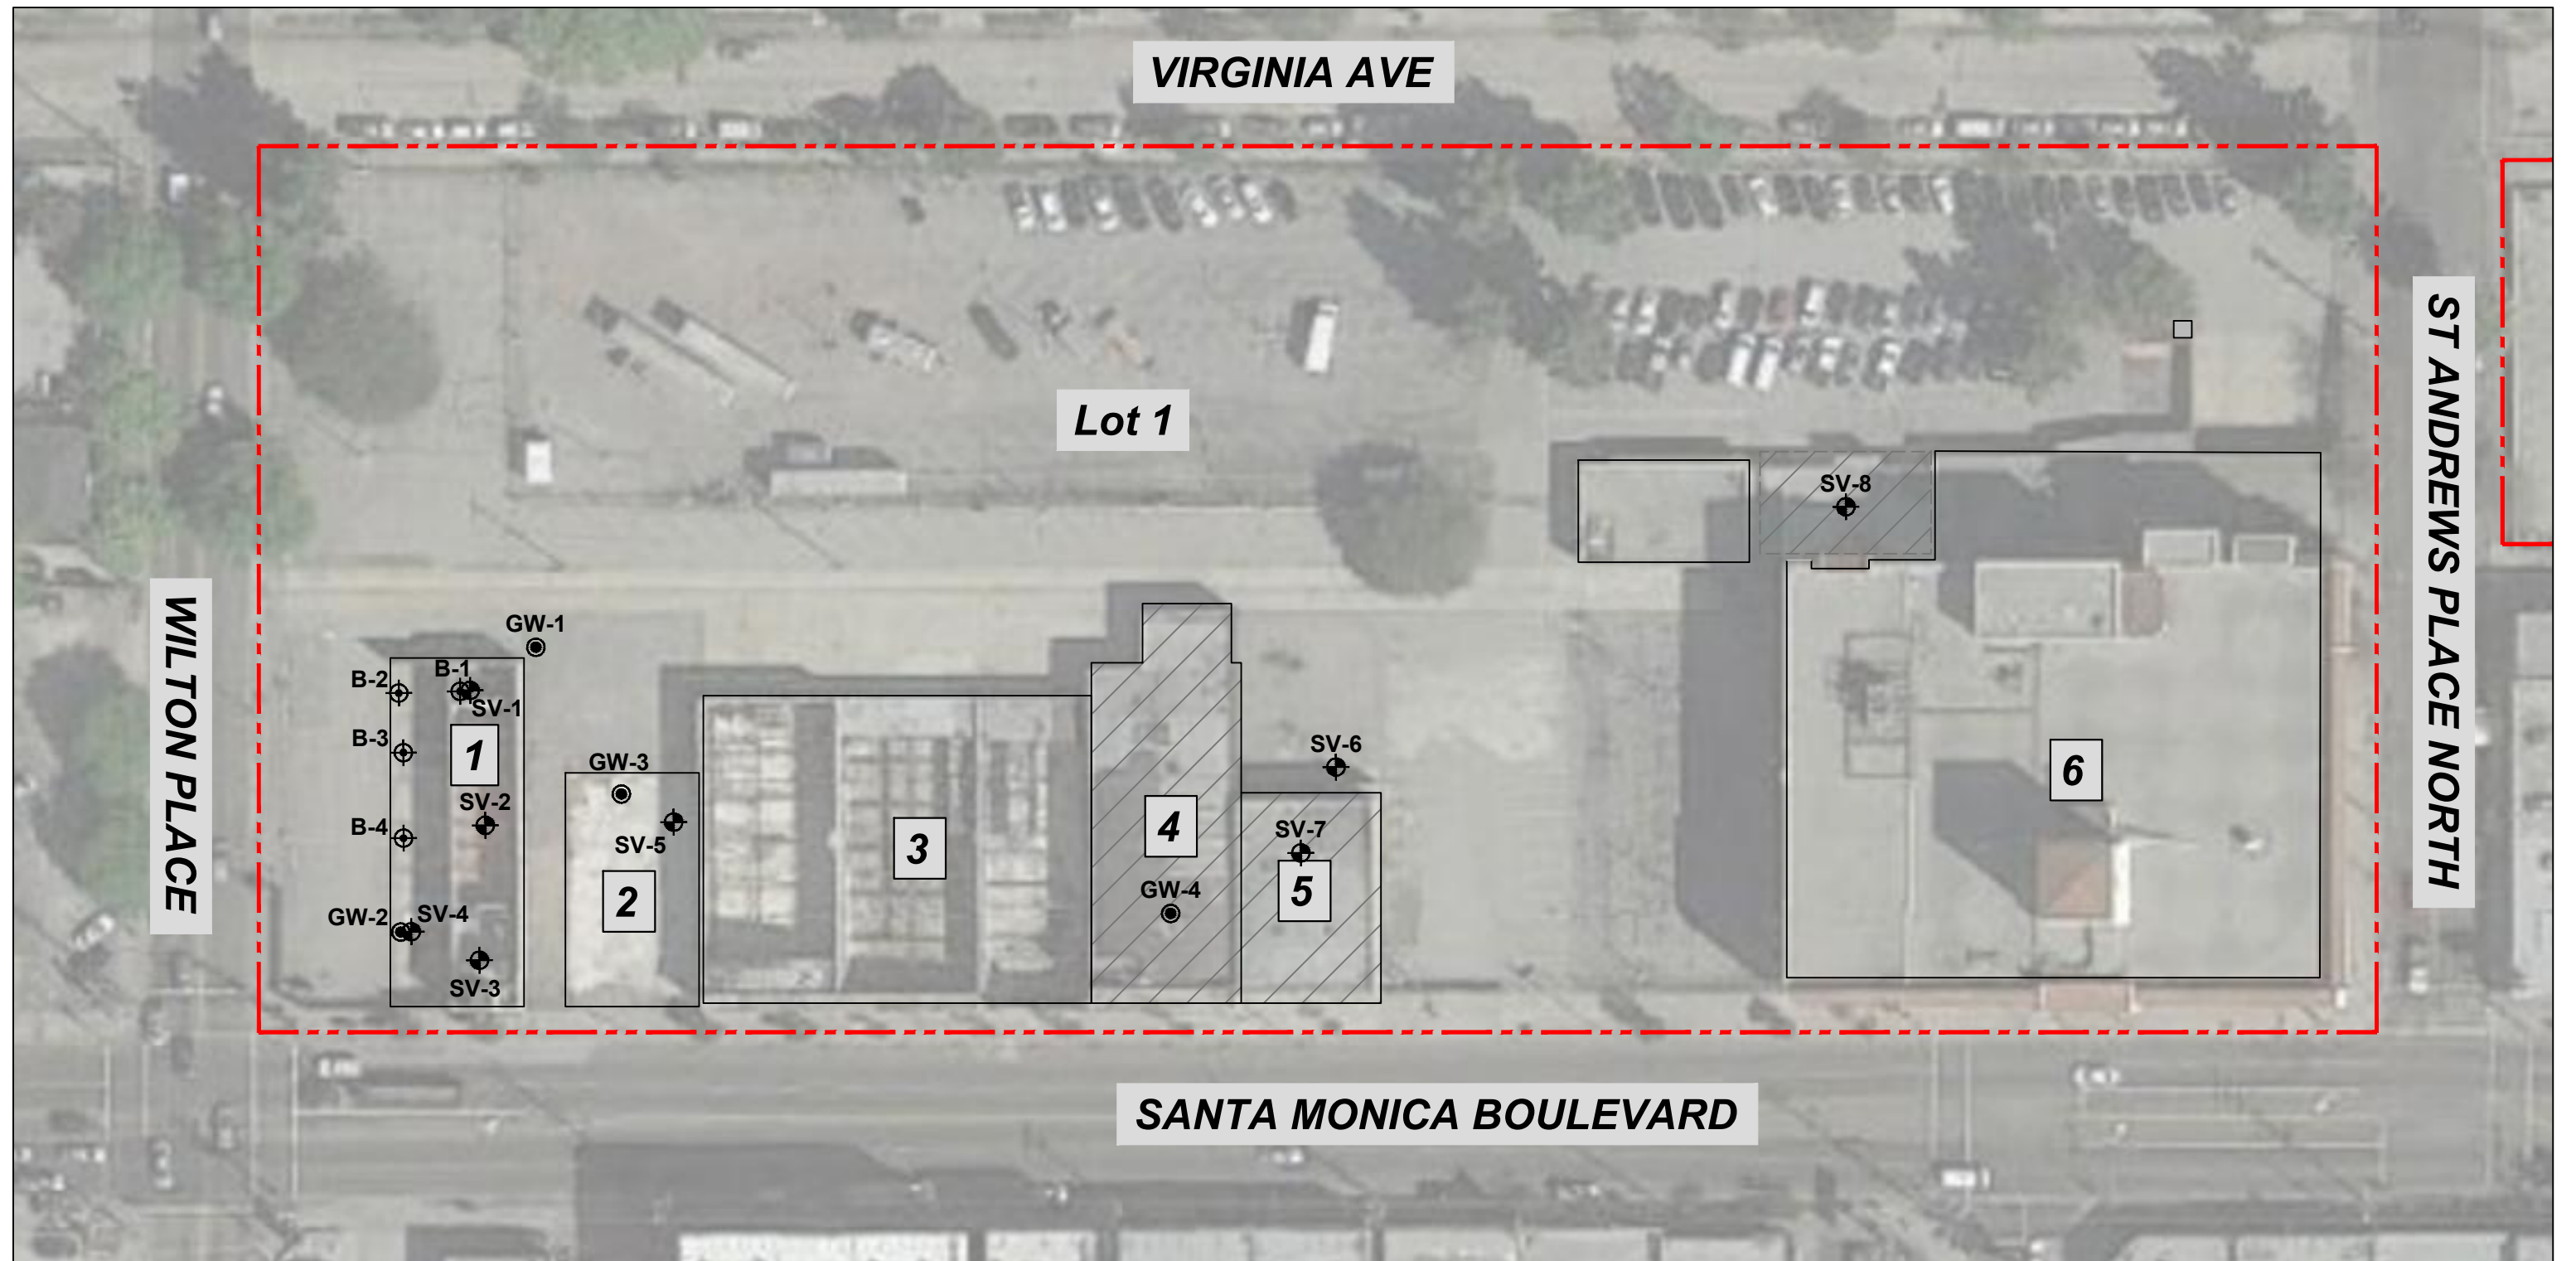 VIRGINIA AVE
ST ANDREWS PLACE NORTH
Lot 1
SV-8
WILTON PLACE
GW-1
B-2
B-1
SV-1
B-3
1
SV-2
B-4
GW-2
SV-4
SV-3
GW-3
SV-5
2
3
4
GW-4
SV-6
SV-7
5
6
SANTA MONICA BOULEVARD